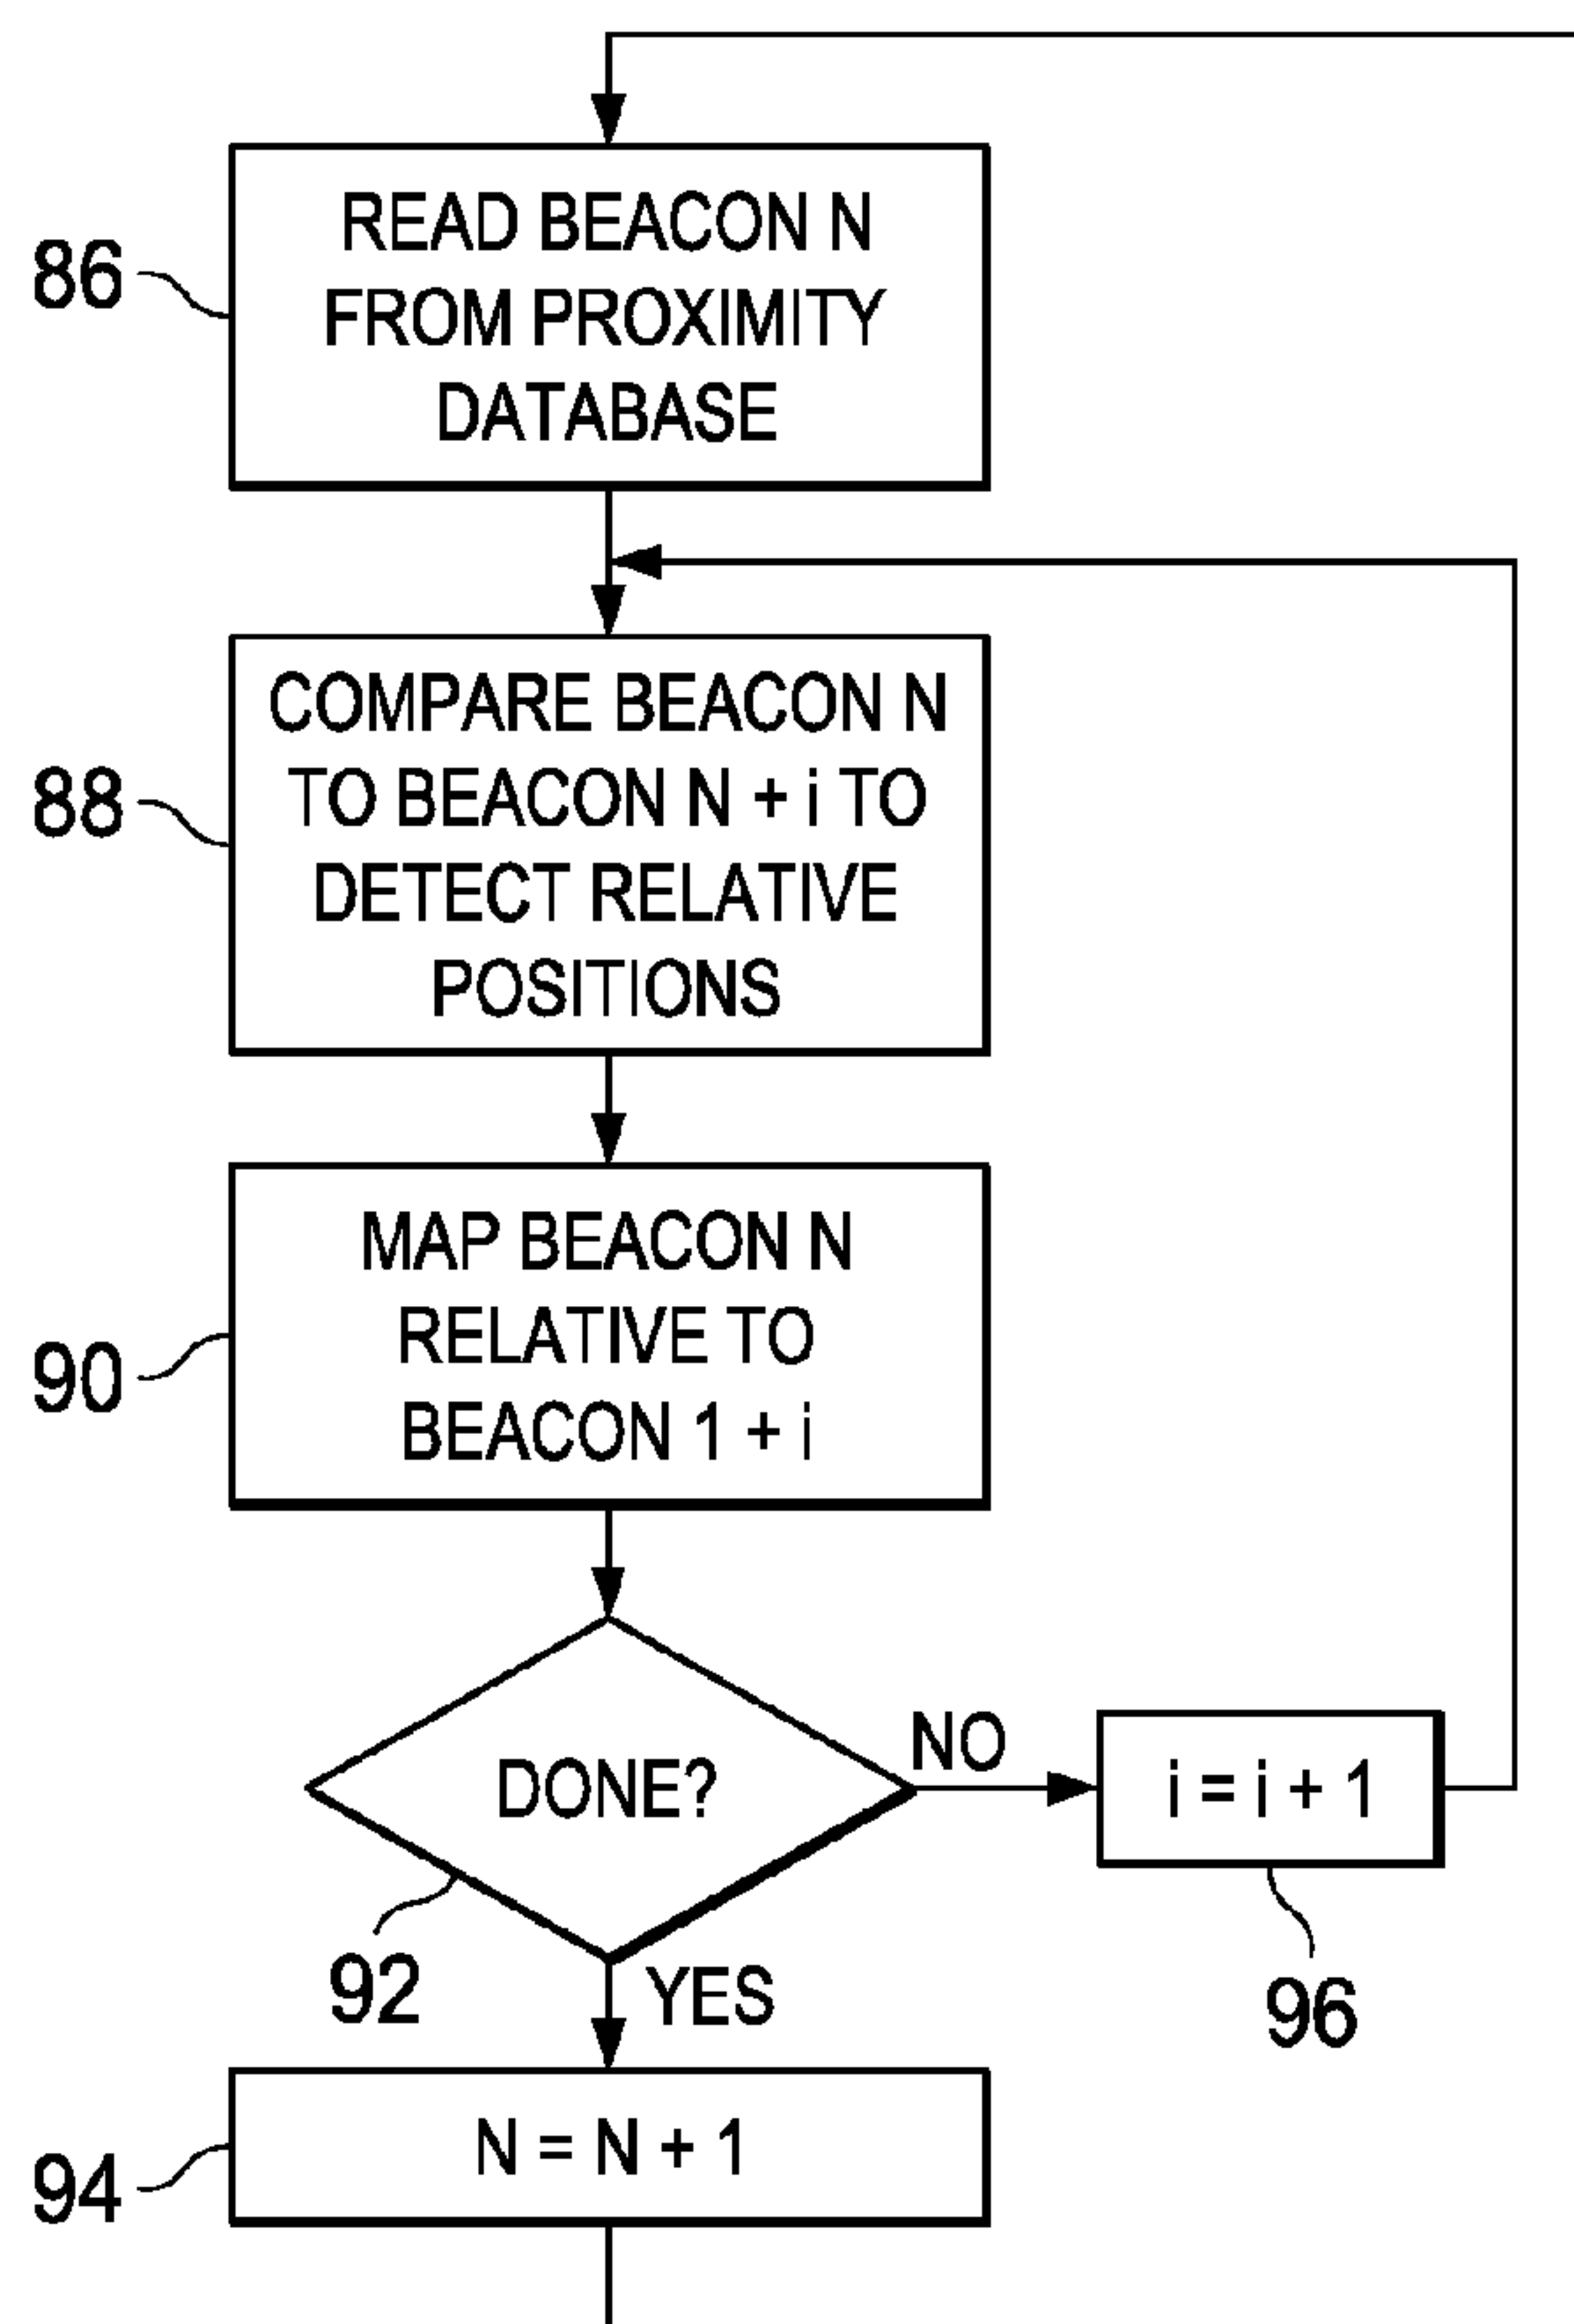 86
READ BEACON N
FROM PROXIMITY
DATABASE
88
COMPARE BEACON N
TO BEACON N + i TO
DETECT RELATIVE
POSITIONS
90
MAP BEACON N
RELATIVE TO
BEACON 1 + i
DONE?
NO
i = i + 1
92
YES
96
94
N = N + 1